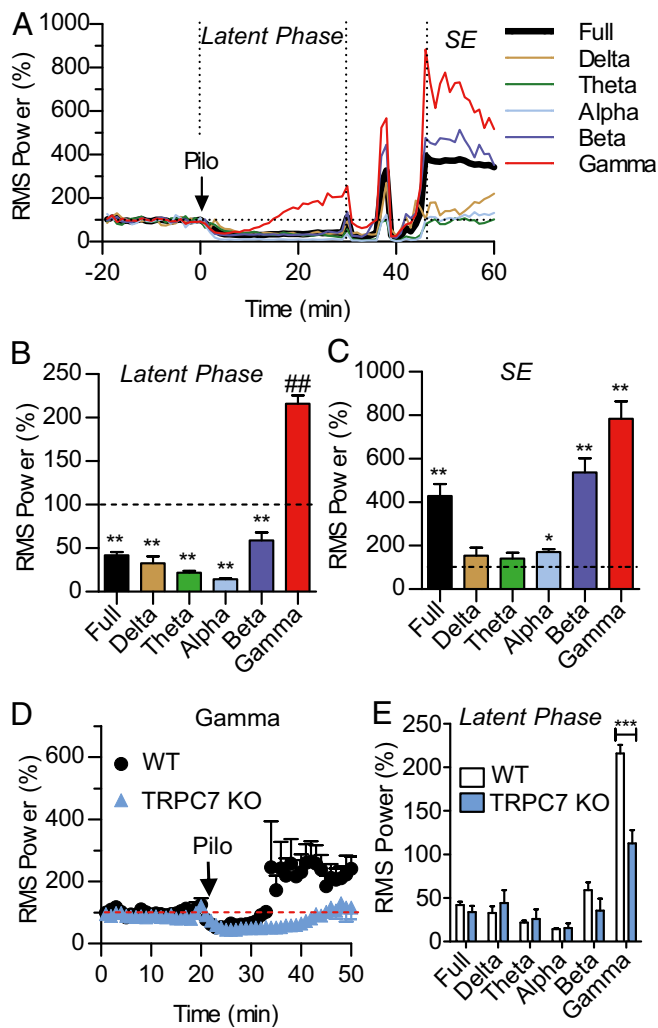 A
Latent Phase
SE
Full
Delta
Theta
Alpha
Beta
Gamma
RMS Power (%)
1000
800
600
400
200
0
Pilo
-20 0 20 40 60
Time (min)
B
Latent Phase
RMS Power (%)
250
200
150
100
50
0
** ** ** ** ** ##
Full Delta Theta Alpha Beta Gamma
C
SE
RMS Power (%)
1000
800
600
400
200
0
** * ** **
Full Delta Theta Alpha Beta Gamma
D
Gamma
WT
TRPC7 KO
RMS Power (%)
600
400
200
0
Pilo
0 10 20 30 40 50
Time (min)
E
Latent Phase
***
WT
TRPC7 KO
RMS Power (%)
250
200
150
100
50
0
Full Delta Theta Alpha Beta Gamma